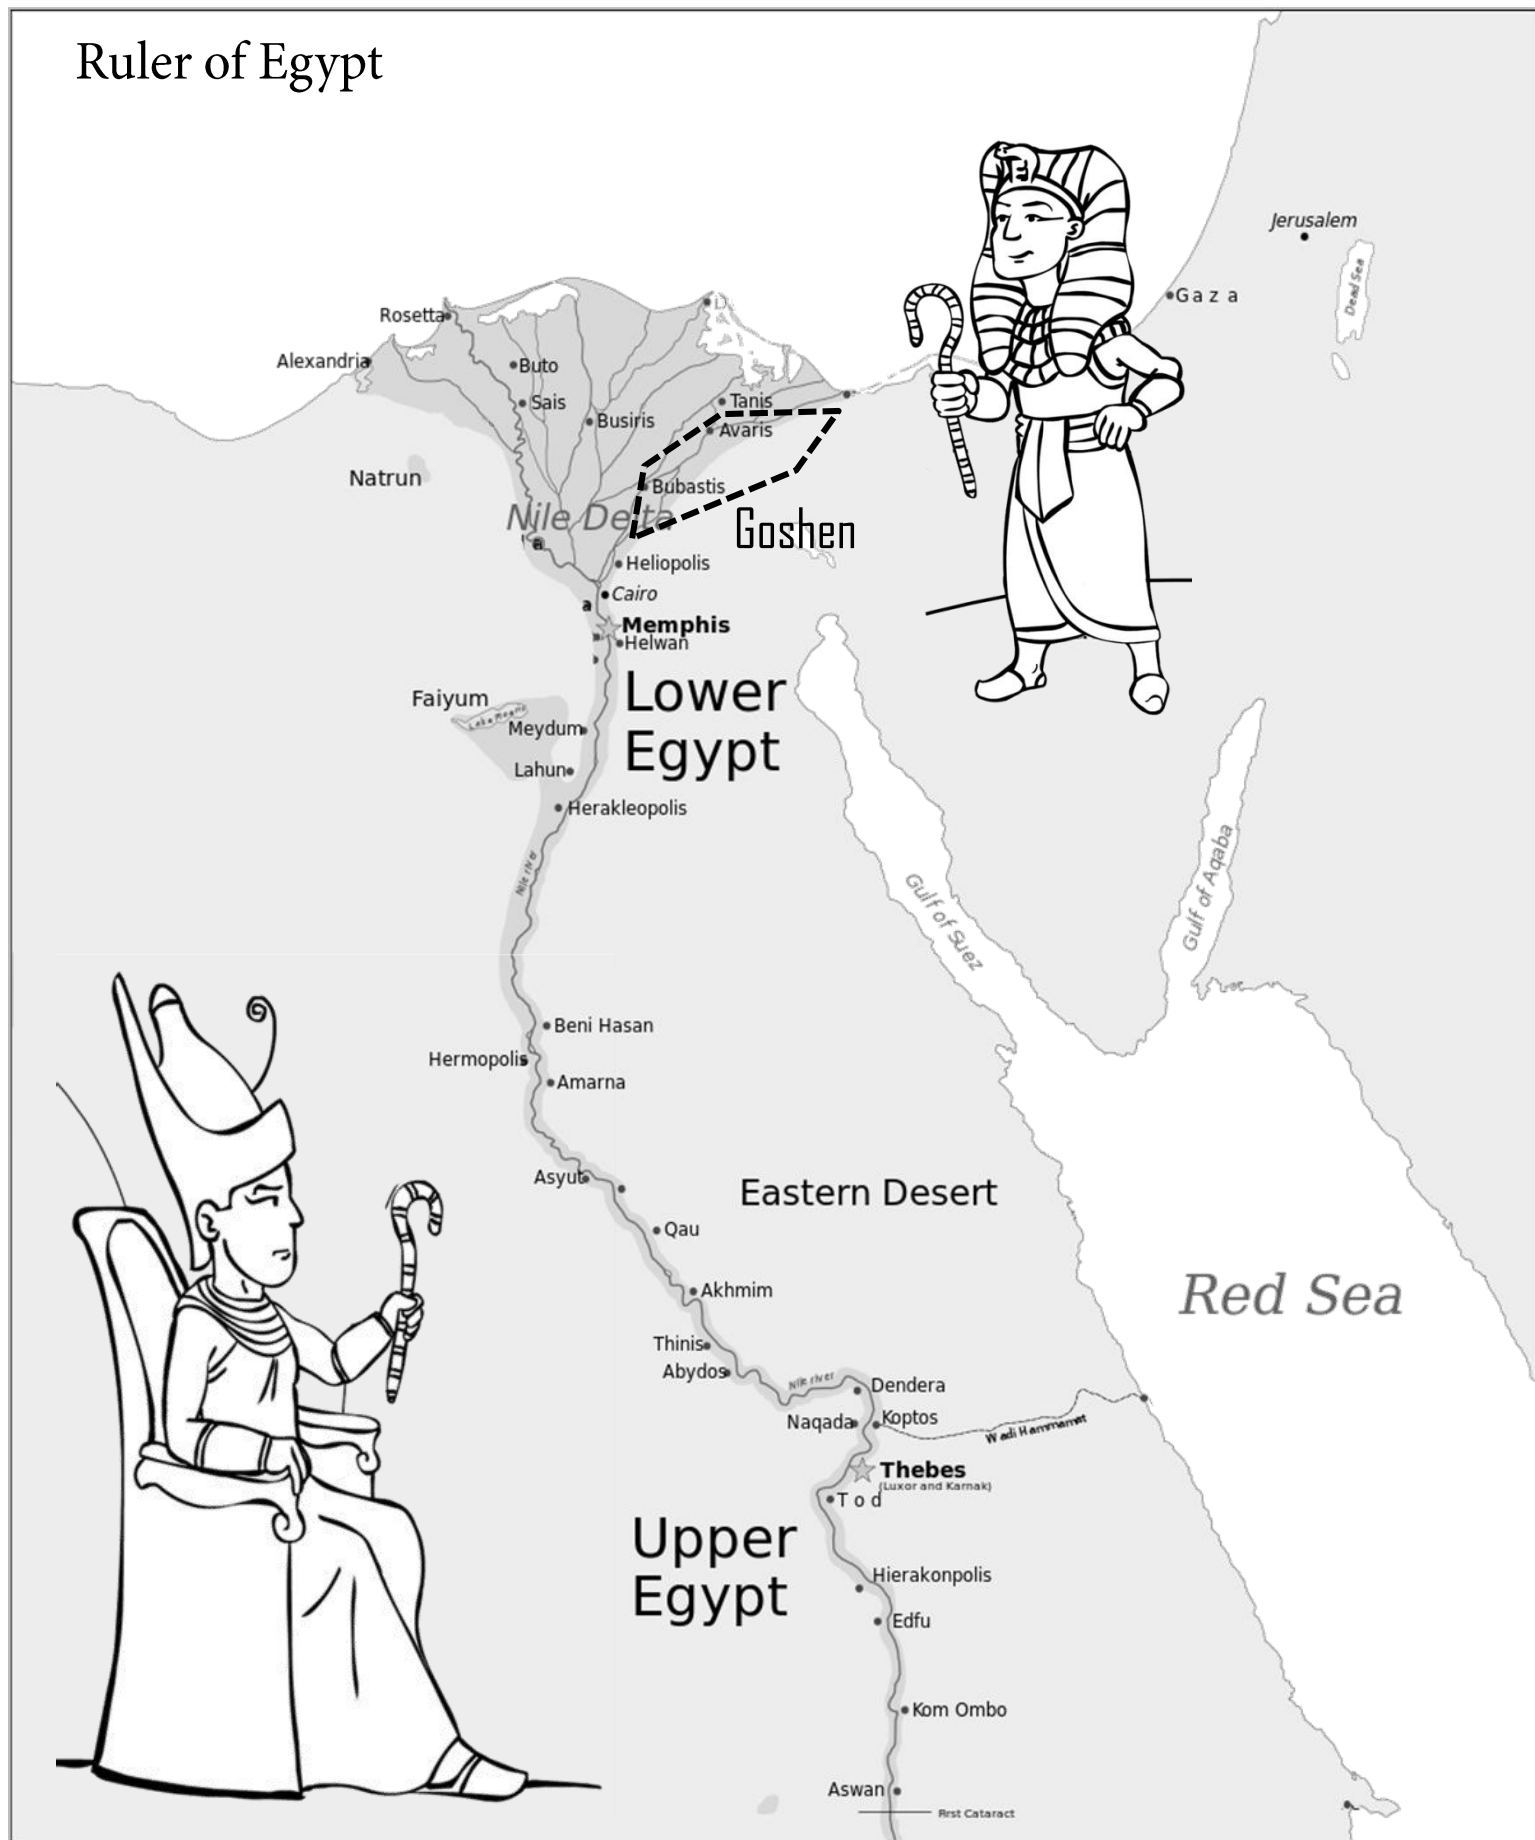 Ruler of Egypt
Jerusalem
Dead Sea
Gaza
Rosetta
Alexandria
Buto
Sais
Busiris
Tanis
Avaris
Natrun
Bubastis
Nile Delta
Goshen
Heliopolis
Cairo
Memphis
Helwan
Lower
Egypt
Faiyum
Lake Moeris
Meydum
Lahun
Herakleopolis
Nile river
Gulf of Suez
Gulf of Aqaba
Beni Hasan
Hermopolis
Amarna
Asyut
Eastern Desert
Qau
Akhmim
Red Sea
Thinis
Abydos
Nile river
Dendera
Naqada
Koptos
Wadi Hammamat
Thebes
(Luxor and Karnak)
Tod
Upper
Egypt
Hierakonpolis
Edfu
Kom Ombo
Aswan
First Cataract